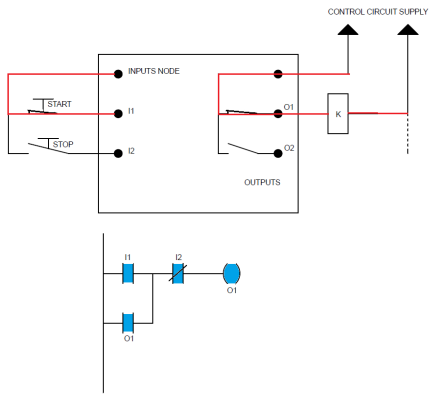 CONTROL CIRCUIT SUPPLY
INPUTS NODE
START
I1
O1
K
STOP
I2
O2
OUTPUTS
I1
I2
O1
O1